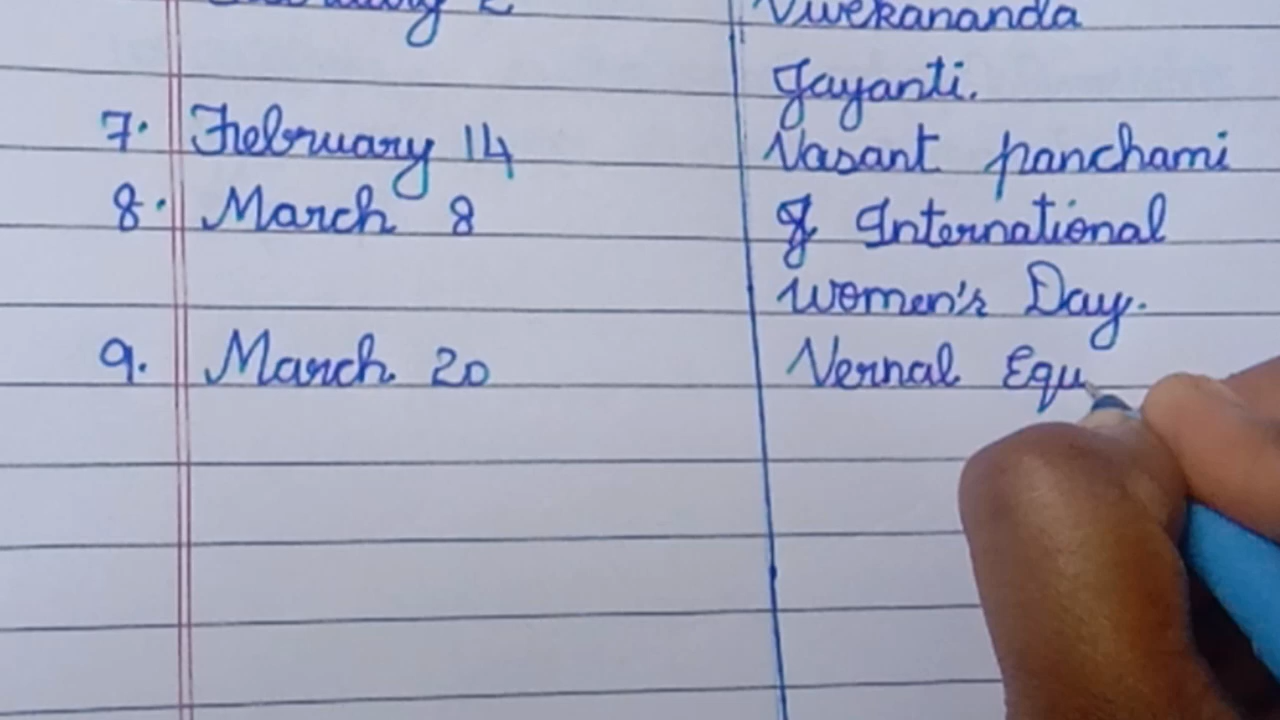 Vivekananda
Jayanti.
7. February 14 Vasant panchami
8. March 8 International
women's Day.
9. March 20 Vernal Equ